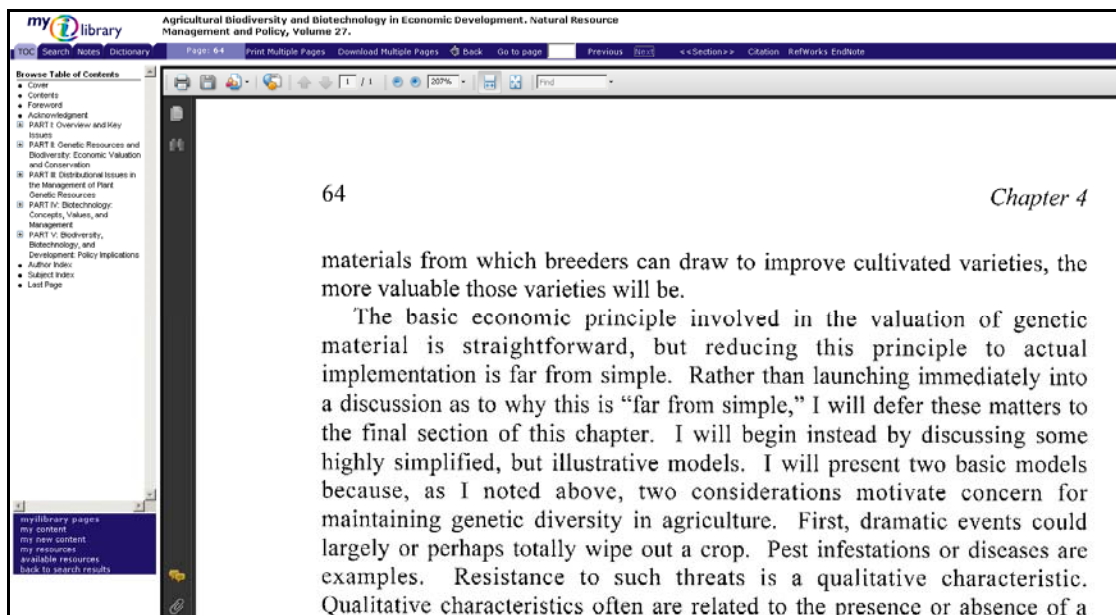 my i library
Agricultural Biodiversity and Biotechnology in Economic Development. Natural Resource
Management and Policy, Volume 27.
TOC Search Notes Dictionary
Page: 64 Print Multiple Pages Download Multiple Pages Back Go to page Previous Next <<Section>> Citation RefWorks EndNote
Browse Table of Contents
Cover
Contents
Foreword
Acknowledgment
PART I: Overview and Key
Issues
PART II: Genetic Resources and
Biodiversity: Economic Valuation
and Conservation
PART III: Distributional Issues in
the Management of Plant
Genetic Resources
PART IV: Biotechnology:
Concepts, Values, and
Management
PART V: Biodiversity,
Biotechnology, and
Development: Policy Implications
Author Index
Subject Index
Last Page
myilibrary pages
my content
my new content
my resources
available resources
back to search results
1 / 1 207% Find
64 Chapter 4
materials from which breeders can draw to improve cultivated varieties, the
more valuable those varieties will be.
The basic economic principle involved in the valuation of genetic
material is straightforward, but reducing this principle to actual
implementation is far from simple. Rather than launching immediately into
a discussion as to why this is “far from simple,” I will defer these matters to
the final section of this chapter. I will begin instead by discussing some
highly simplified, but illustrative models. I will present two basic models
because, as I noted above, two considerations motivate concern for
maintaining genetic diversity in agriculture. First, dramatic events could
largely or perhaps totally wipe out a crop. Pest infestations or diseases are
examples. Resistance to such threats is a qualitative characteristic.
Qualitative characteristics often are related to the presence or absence of a